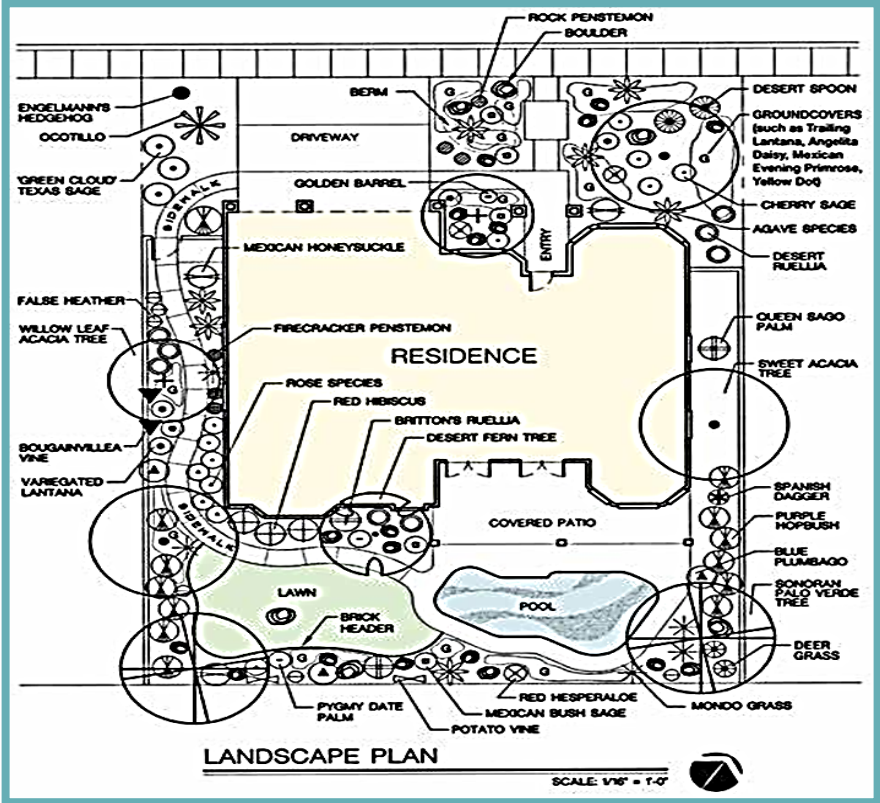 ROCK PENSTEMON
BOULDER
BERM
DESERT SPOON
ENGELMANN'S
HEDGEHOG
OCOTILLO
DRIVEWAY
GROUNDCOVERS
(such as Trailing
Lantana, Angelita
Daisy, Mexican
Evening Primrose,
Yellow Dot)
'GREEN CLOUD'
TEXAS SAGE
GOLDEN BARREL
CHERRY SAGE
SIDEWALK
AGAVE SPECIES
ENTRY
MEXICAN HONEYSUCKLE
DESERT
RUELLIA
FALSE HEATHER
WILLOW LEAF
ACACIA TREE
FIRECRACKER PENSTEMON
QUEEN SAGO
PALM
RESIDENCE
SWEET ACACIA
TREE
ROSE SPECIES
RED HIBISCUS
BRITTON'S RUELLIA
DESERT FERN TREE
BOUGAINVILLEA
VINE
VARIEGATED
LANTANA
SPANISH
DAGGER
SIDEWALK
COVERED PATIO
PURPLE
HOPBUSH
BLUE
PLUMBAGO
LAWN
POOL
SONORAN
PALO VERDE
TREE
BRICK
HEADER
DEER
GRASS
RED HESPERALOE
MONDO GRASS
PYGMY DATE
PALM
MEXICAN BUSH SAGE
POTATO VINE
LANDSCAPE PLAN
SCALE: 1/16" = 1'-0"
G
G
G
G
G
G
G
G
G
G
G